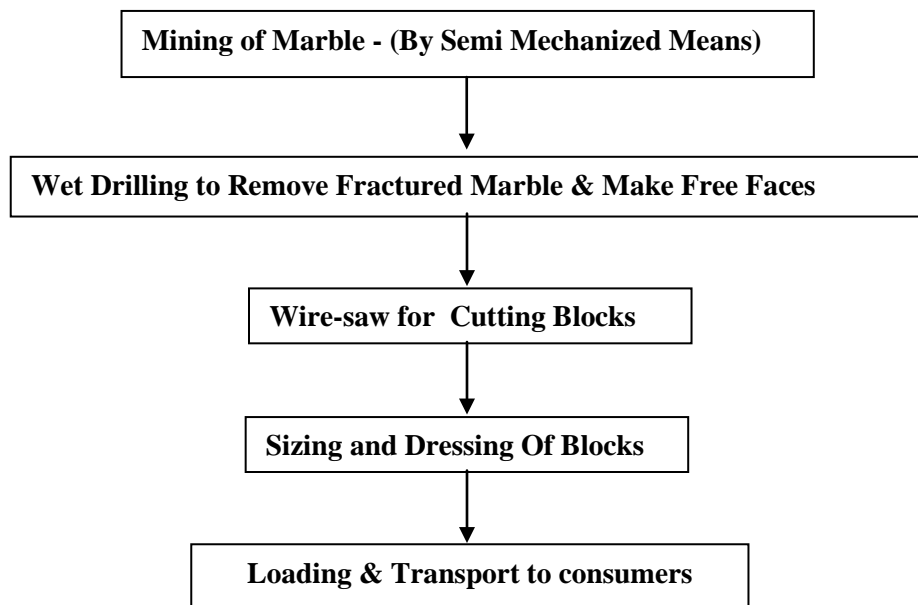 Mining of Marble - (By Semi Mechanized Means)
Wet Drilling to Remove Fractured Marble & Make Free Faces
Wire-saw for Cutting Blocks
Sizing and Dressing Of Blocks
Loading & Transport to consumers